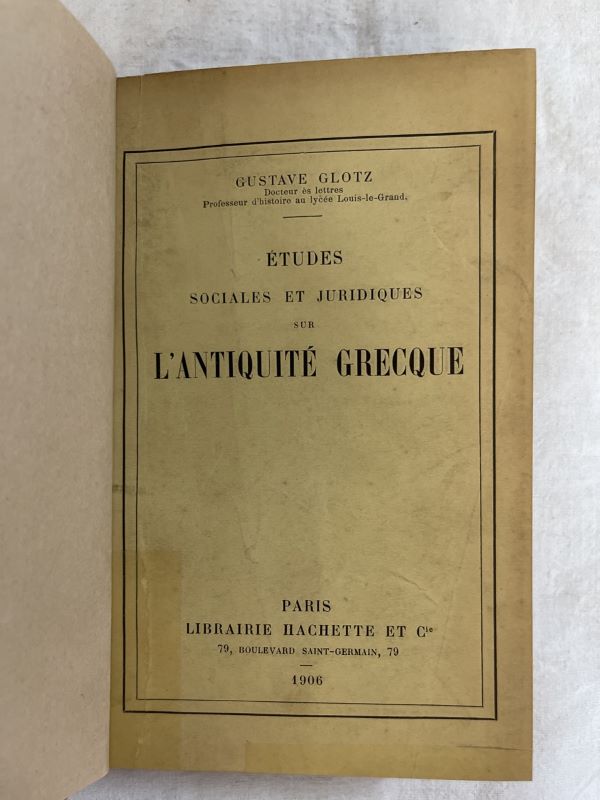 GUSTAVE GLOTZ
Docteur ès lettres
Professeur d'histoire au lycée Louis-le-Grand.
ÉTUDES
SOCIALES ET JURIDIQUES
SUR
L'ANTIQUITÉ GRECQUE
PARIS
LIBRAIRIE HACHETTE ET Cie
79, BOULEVARD SAINT-GERMAIN, 79
1906